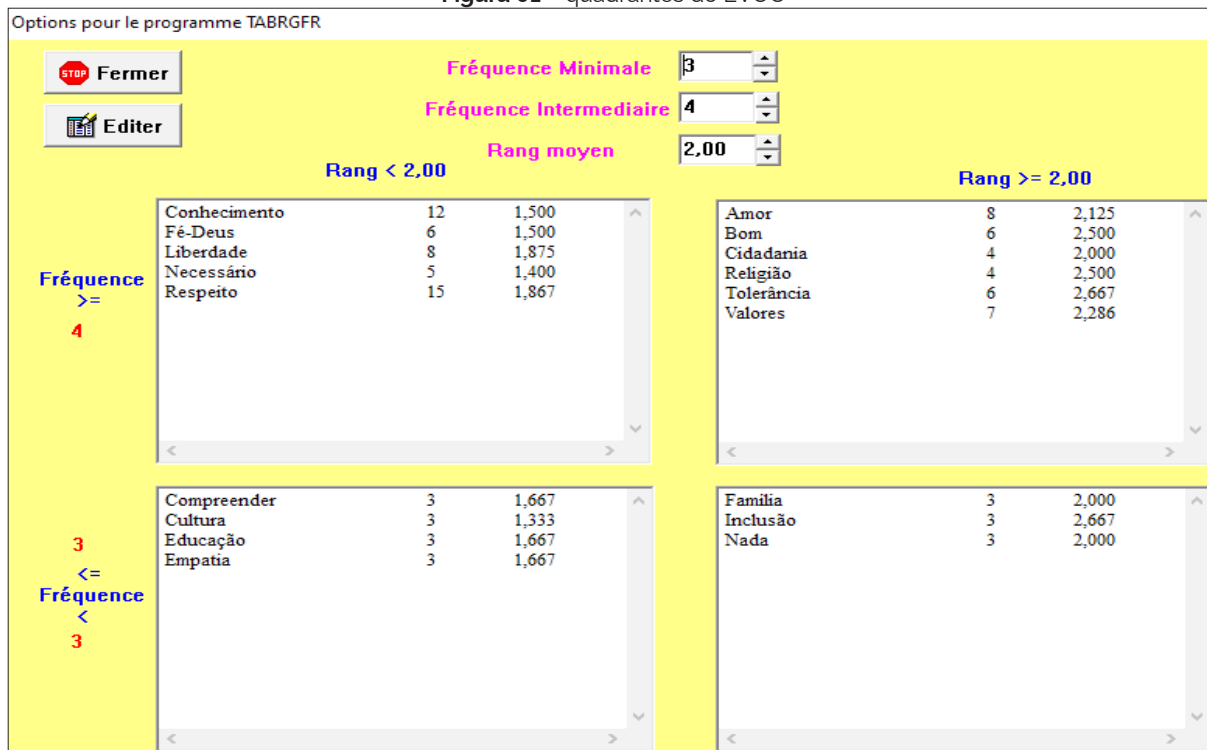 Options pour le programme TABRGFR
STOP Fermer
Editer
Fréquence Minimale 3
Fréquence Intermediaire 4
Rang moyen 2,00
Rang < 2,00
Rang >= 2,00
Fréquence
>=
4
Conhecimento 12 1,500
Fé-Deus 6 1,500
Liberdade 8 1,875
Necessário 5 1,400
Respeito 15 1,867
Amor 8 2,125
Bom 6 2,500
Cidadania 4 2,000
Religião 4 2,500
Tolerância 6 2,667
Valores 7 2,286
3
<=
Fréquence
<
3
Compreender 3 1,667
Cultura 3 1,333
Educação 3 1,667
Empatia 3 1,667
Família 3 2,000
Inclusão 3 2,667
Nada 3 2,000